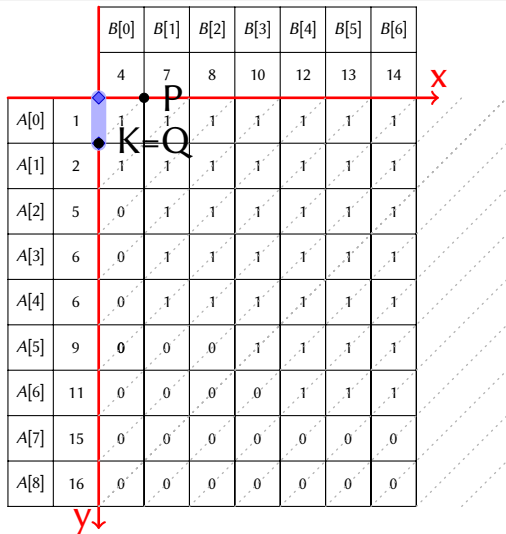 B[0] B[1] B[2] B[3] B[4] B[5] B[6]
4 7 8 10 12 13 14
x
P
A[0] 1 1 1 1 1 1 1 1
K=Q
A[1] 2 1 1 1 1 1 1 1
A[2] 5 0 1 1 1 1 1 1
A[3] 6 0 1 1 1 1 1 1
A[4] 6 0 1 1 1 1 1 1
A[5] 9 0 0 0 1 1 1 1
A[6] 11 0 0 0 0 1 1 1
A[7] 15 0 0 0 0 0 0 0
A[8] 16 0 0 0 0 0 0 0
y